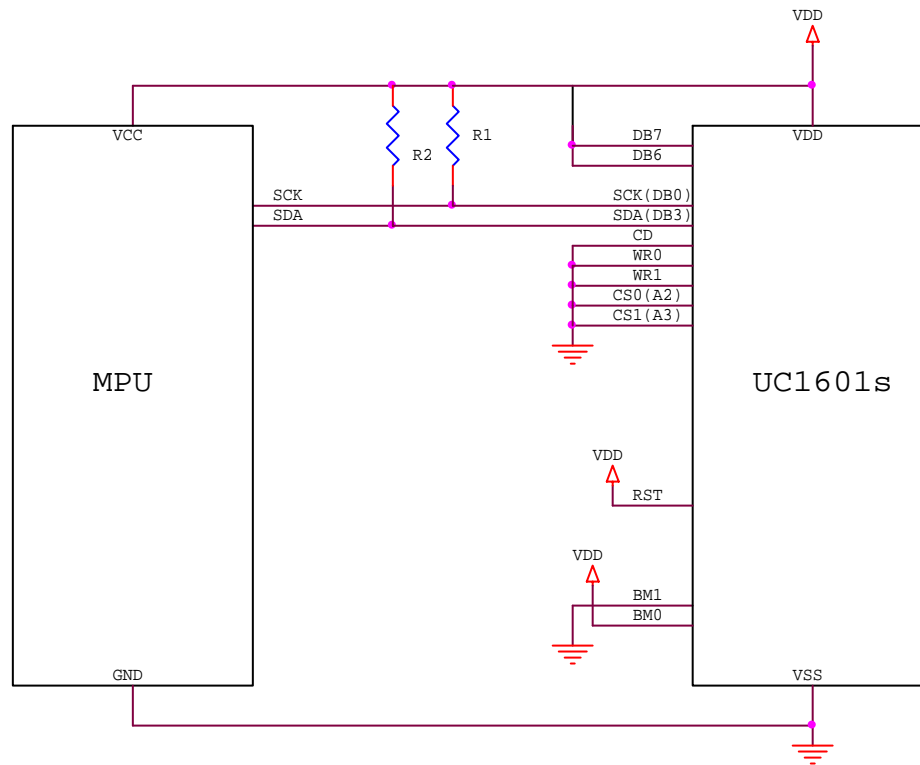 VDD
VCC
VDD
R2
R1
DB7
DB6
SCK
SCK(DB0)
SDA
SDA(DB3)
CD
WR0
WR1
CS0(A2)
CS1(A3)
MPU
UC1601s
VDD
RST
VDD
BM1
BM0
GND
VSS